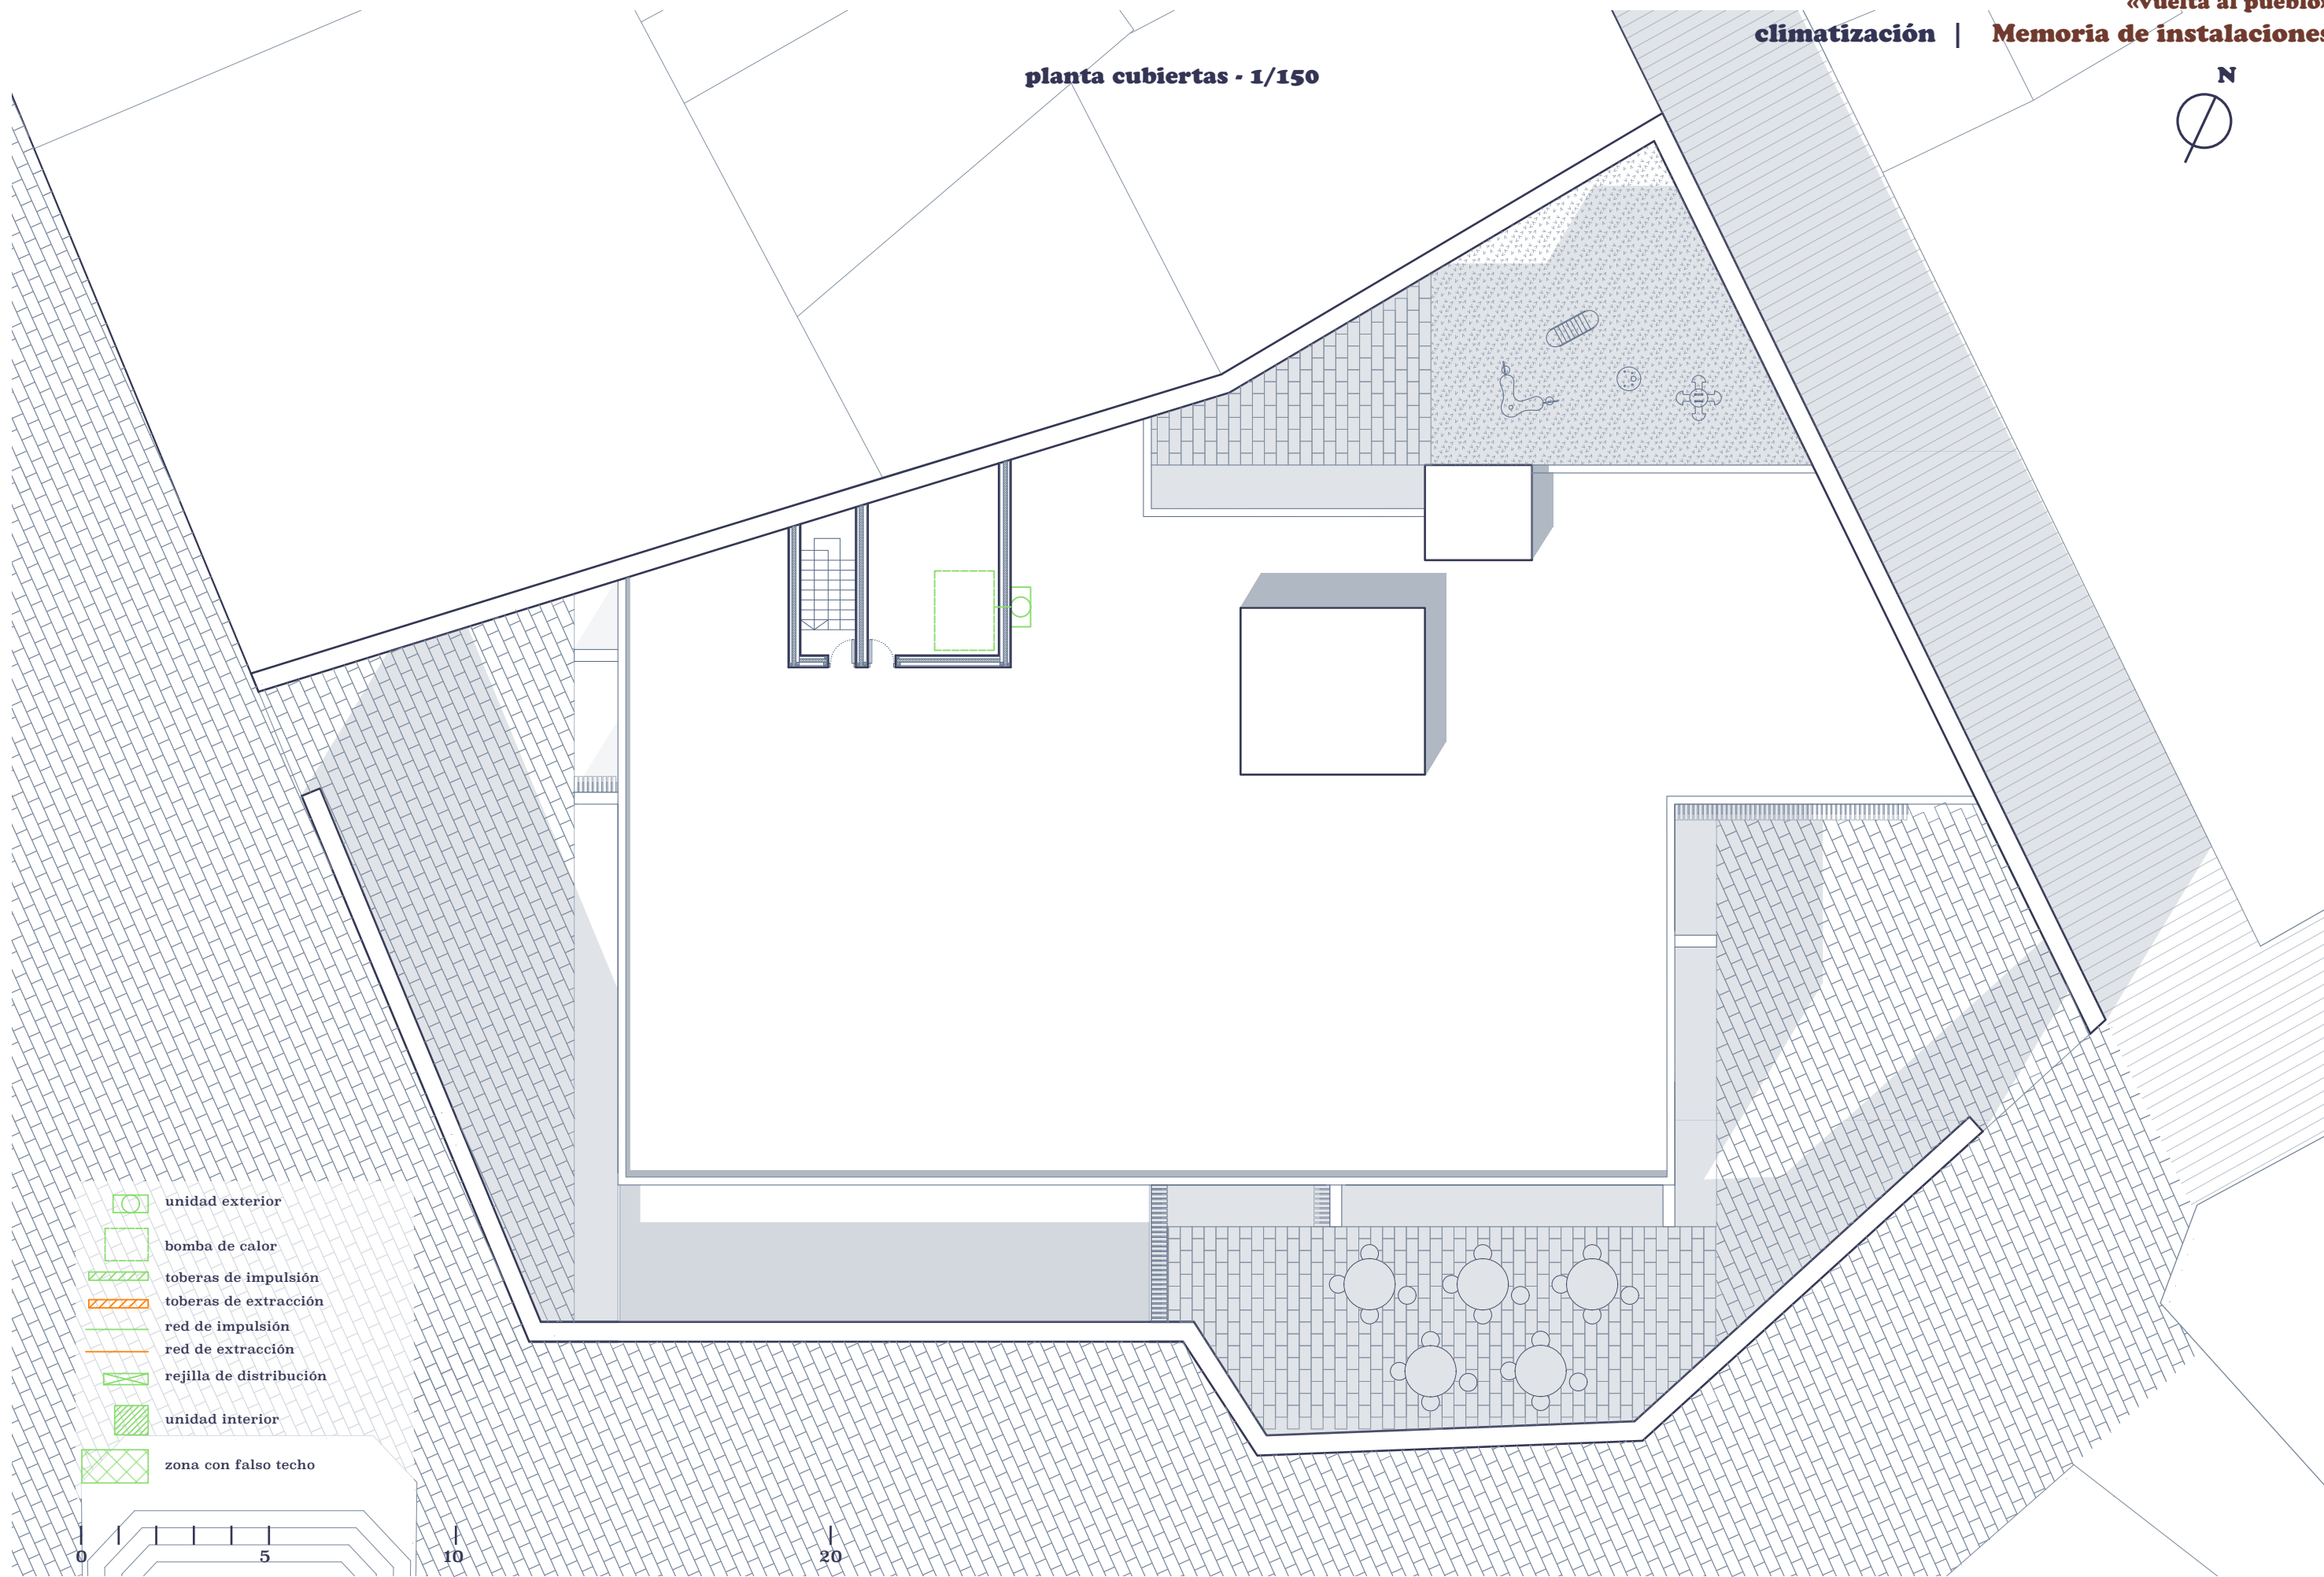 «vuelta al pueblo»
climatización | Memoria de instalaciones
planta cubiertas - 1/150
N
unidad exterior
bomba de calor
toberas de impulsión
toberas de extracción
red de impulsión
red de extracción
rejilla de distribución
unidad interior
zona con falso techo
0 5 10 20